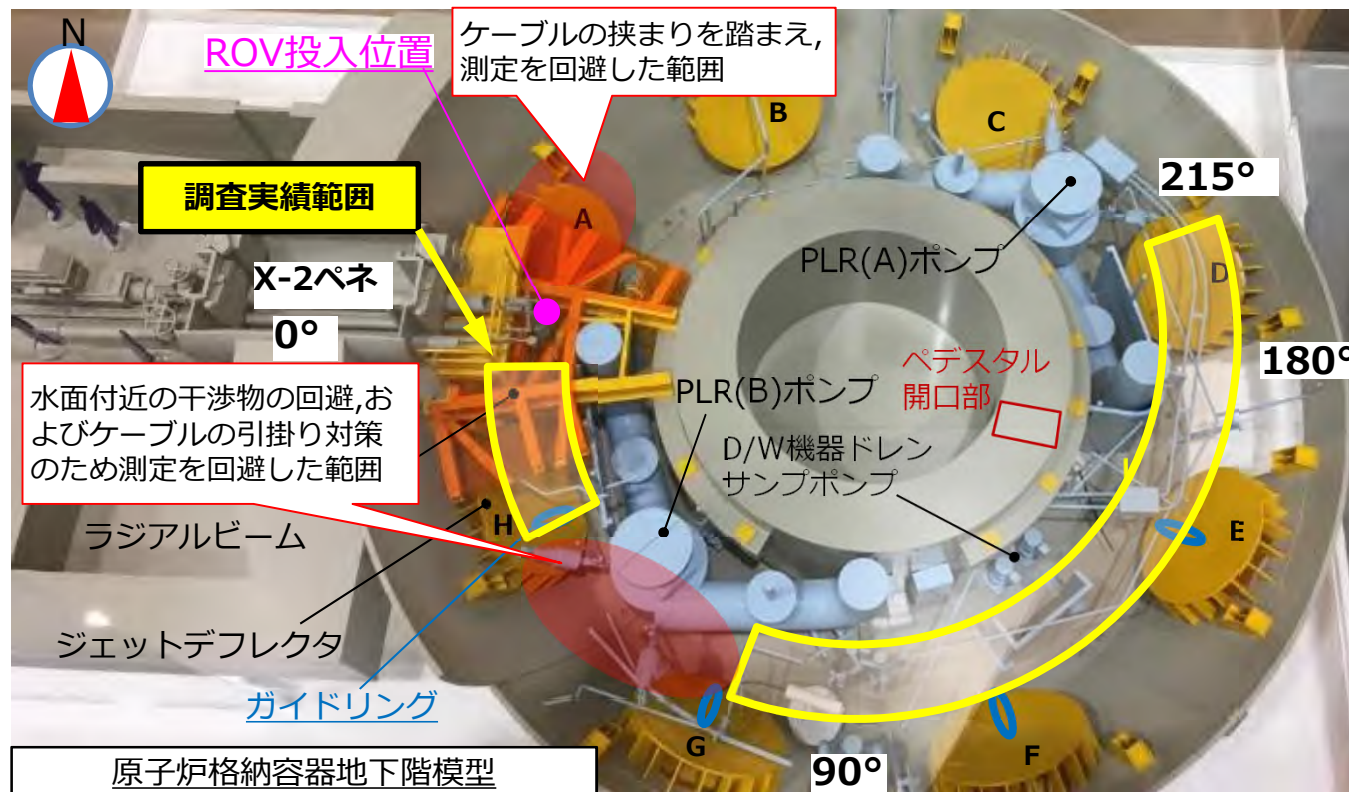 N
ROV投入位置
ケーブルの挟まりを踏まえ,
測定を回避した範囲
B
C
調査実績範囲
A
215°
X-2ペネ
PLR(A)ポンプ
D
0°
180°
水面付近の干渉物の回避,お
よびケーブルの引掛り対策
のため測定を回避した範囲
PLR(B)ポンプ
ペデスタル
開口部
D/W機器ドレン
サンプポンプ
H
E
ラジアルビーム
ジェットデフレクタ
ガイドリング
G
F
90°
原子炉格納容器地下階模型